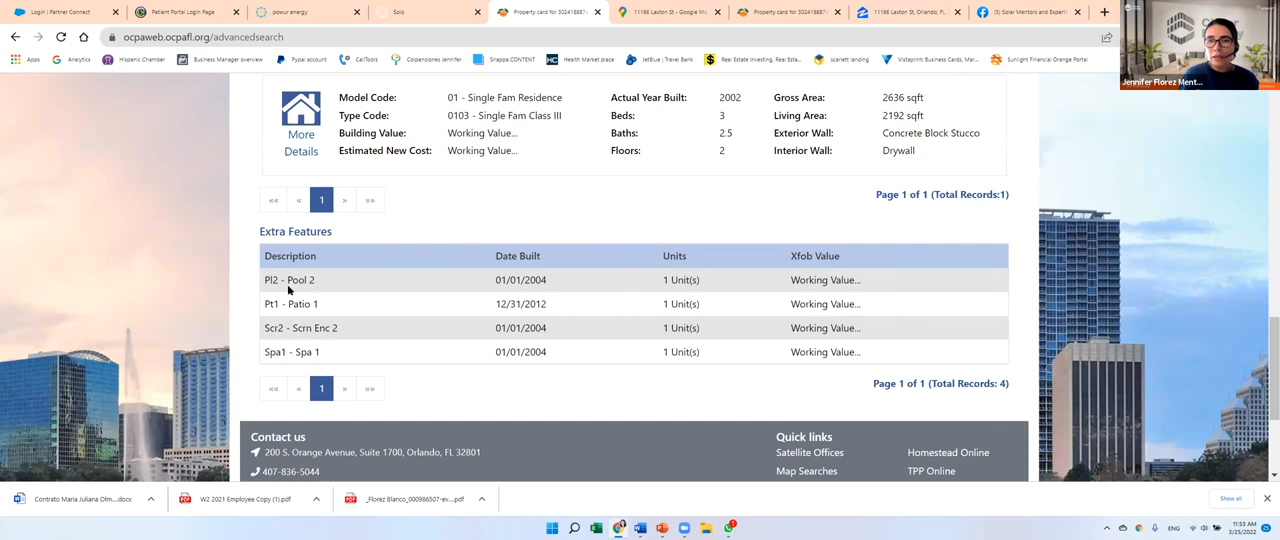 Login | Partner Connect
Patient Portal Login Page
powur energy
Solo
Property card for 302418887
11166 Laxton St - Google M
Property card for 302418887
11166 Laxton St, Orlando, FL
(5) Solar Mentors and Expert
ocpaweb.ocpafl.org/advancedsearch
Apps
Analytics
Hispanic Chamber
Business Manager overview
Pypal account
CallTools
Colpensiones Jennifer
Snappa CONTENT
Health Market place
JetBlue | Travel Bank
Real Estate Investing, Real Esta...
scarlett landing
Vistaprint: Business Cards, Mar...
Sunlight Financial Orange Portal
Jennifer Florez Ment...
More
Details
Model Code: 01 - Single Fam Residence
Type Code: 0103 - Single Fam Class III
Building Value: Working Value...
Estimated New Cost: Working Value...
Actual Year Built: 2002
Beds: 3
Baths: 2.5
Floors: 2
Gross Area: 2636 sqft
Living Area: 2192 sqft
Exterior Wall: Concrete Block Stucco
Interior Wall: Drywall
«« « 1 » »»
Page 1 of 1 (Total Records:1)
Extra Features
Description Date Built Units Xfob Value
Pl2 - Pool 2 01/01/2004 1 Unit(s) Working Value...
Pt1 - Patio 1 12/31/2012 1 Unit(s) Working Value...
Scr2 - Scrn Enc 2 01/01/2004 1 Unit(s) Working Value...
Spa1 - Spa 1 01/01/2004 1 Unit(s) Working Value...
«« « 1 » »»
Page 1 of 1 (Total Records: 4)
Contact us
200 S. Orange Avenue, Suite 1700, Orlando, FL 32801
407-836-5044
Quick links
Satellite Offices Homestead Online
Map Searches TPP Online
Contrato Maria Juliana Olm....docx
W2 2021 Employee Copy (1).pdf
_Florez Blanco_000986507-ev....pdf
Show all
ENG
11:53 AM
3/25/2022